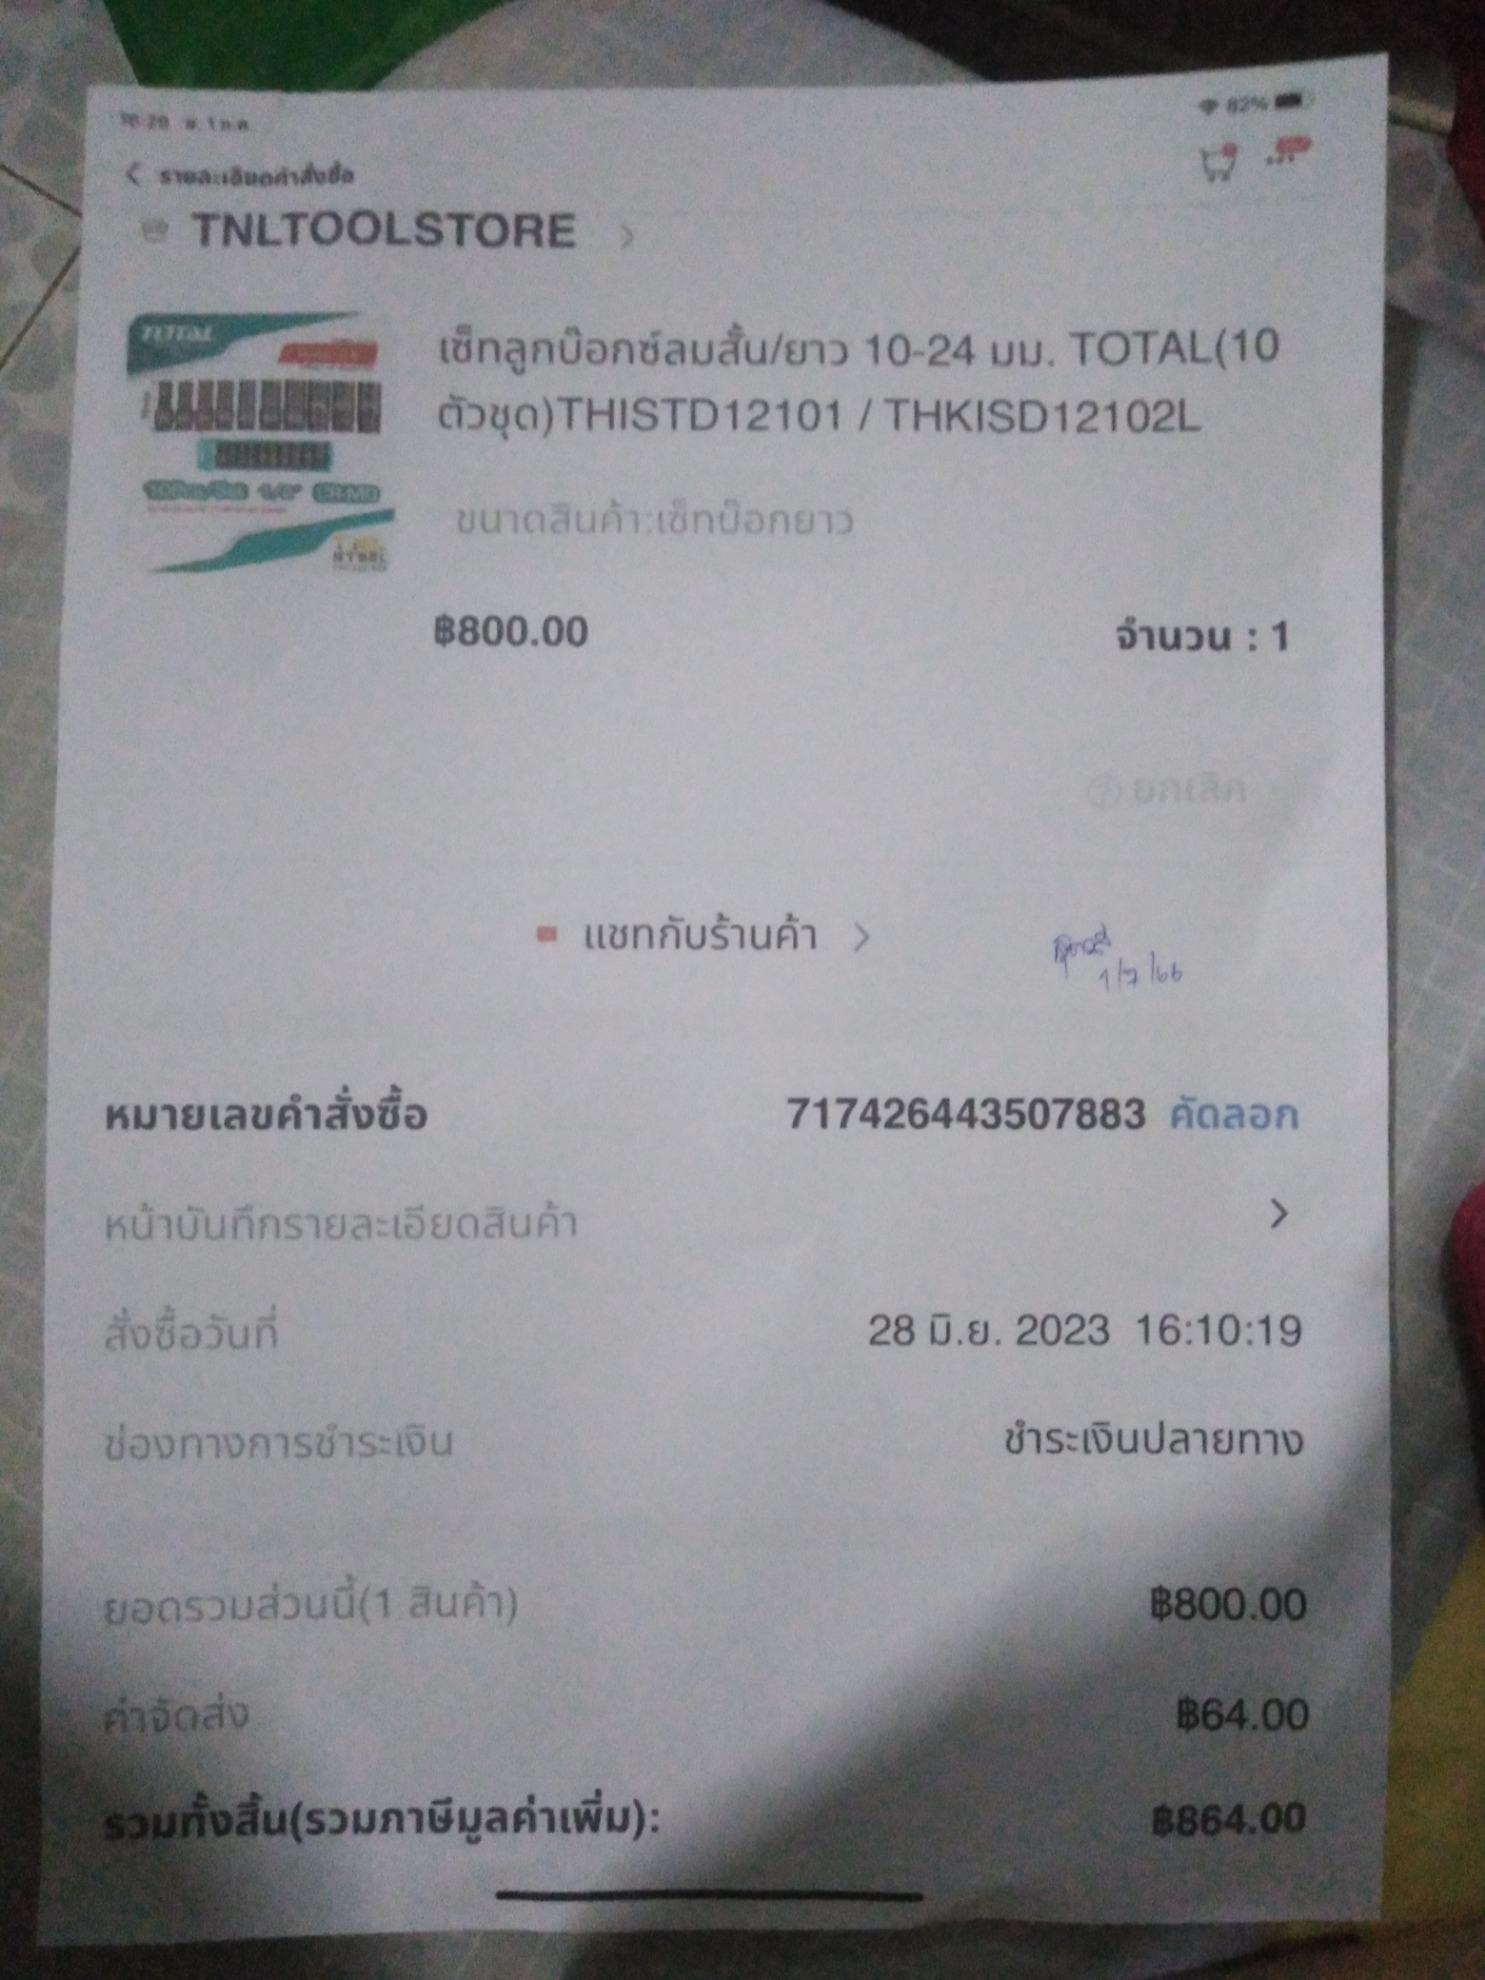 82%
รายละเอียดคำสั่งซื้อ
TNLTOOLSTORE
TOTAL
เซ็ทลูกบ๊อกซ์ลมสั้น/ยาว 10-24 มม. TOTAL(10
ตัวชุด)THISTD12101 / THKISD12102L
10Pcs/Set 1/2" CR-MO
ขนาดสินค้า:เซ็ทบ๊อกยาว
฿800.00 จำนวน : 1
ยกเลิก
แชทกับร้านค้า
1/7/66
หมายเลขคำสั่งซื้อ 717426443507883 คัดลอก
หน้าบันทึกรายละเอียดสินค้า
สั่งซื้อวันที่ 28 มิ.ย. 2023 16:10:19
ช่องทางการชำระเงิน ชำระเงินปลายทาง
ยอดรวมส่วนนี้(1 สินค้า) ฿800.00
ค่าจัดส่ง ฿64.00
รวมทั้งสิ้น(รวมภาษีมูลค่าเพิ่ม): ฿864.00